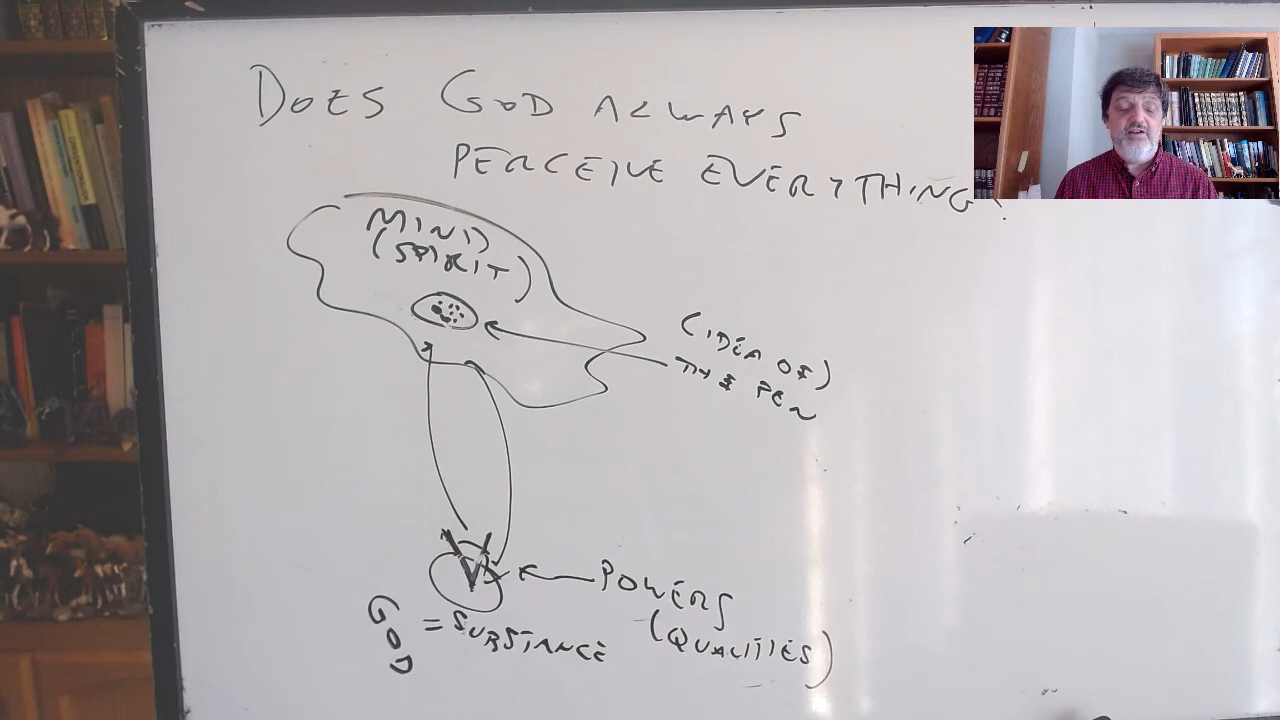 DOES GOD ALWAYS
PERCEIVE EVERYTHING?
MIND
(SPIRIT)
(IDEA OF)
THE PEN
POWERS
(QUALITIES)
GOD
= SUBSTANCE